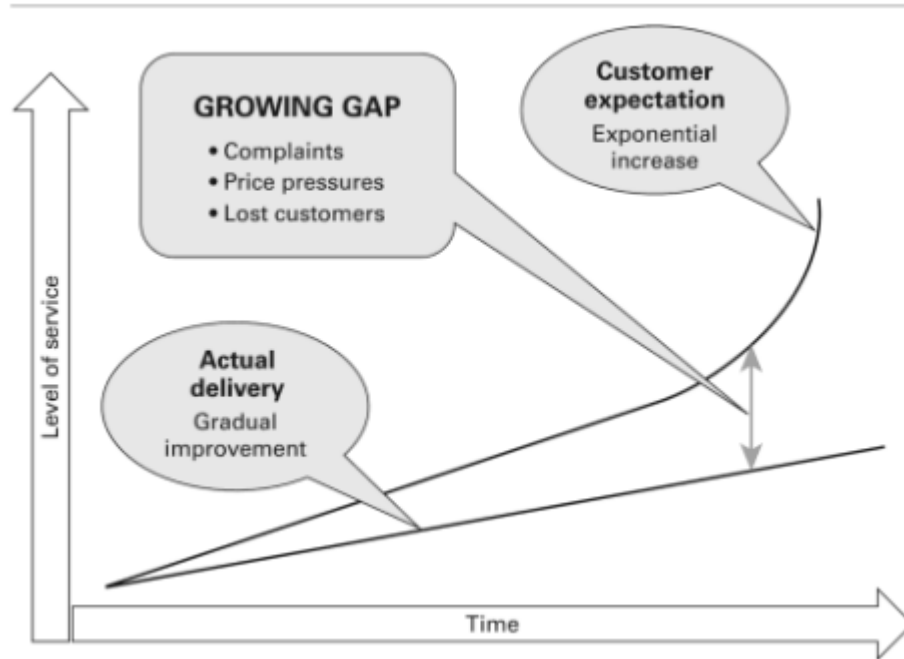 GROWING GAP
• Complaints
• Price pressures
• Lost customers
Customer
expectation
Exponential
increase
Actual
delivery
Gradual
improvement
Level of service
Time